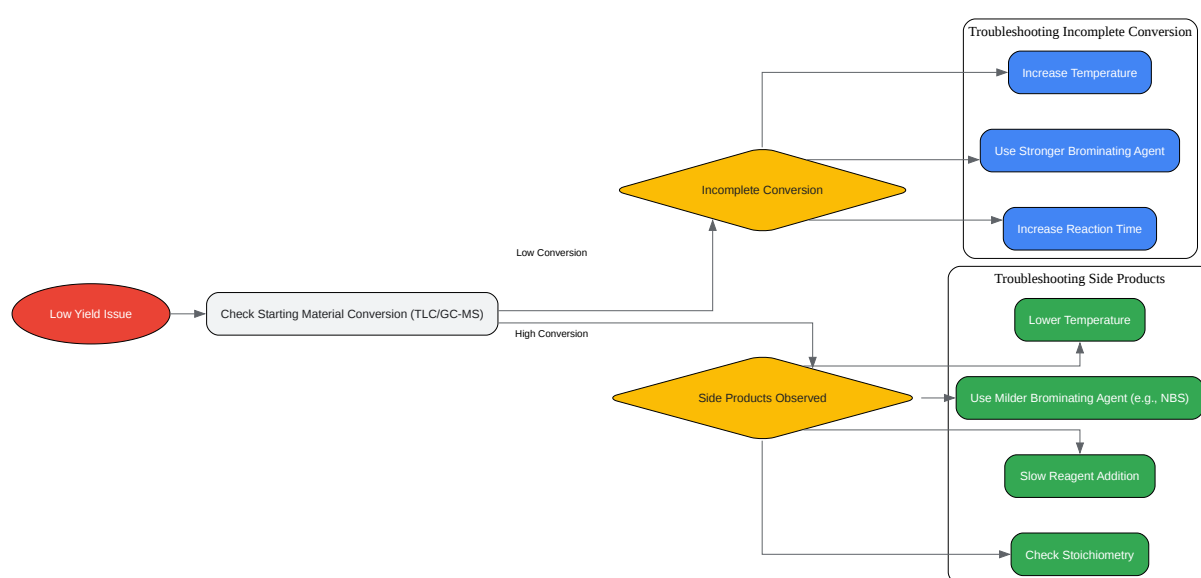 Troubleshooting Incomplete Conversion
Increase Temperature
Use Stronger Brominating Agent
Incomplete Conversion
Increase Reaction Time
Low Conversion
Troubleshooting Side Products
Low Yield Issue
Check Starting Material Conversion (TLC/GC-MS)
Lower Temperature
High Conversion
Side Products Observed
Use Milder Brominating Agent (e.g., NBS)
Slow Reagent Addition
Check Stoichiometry